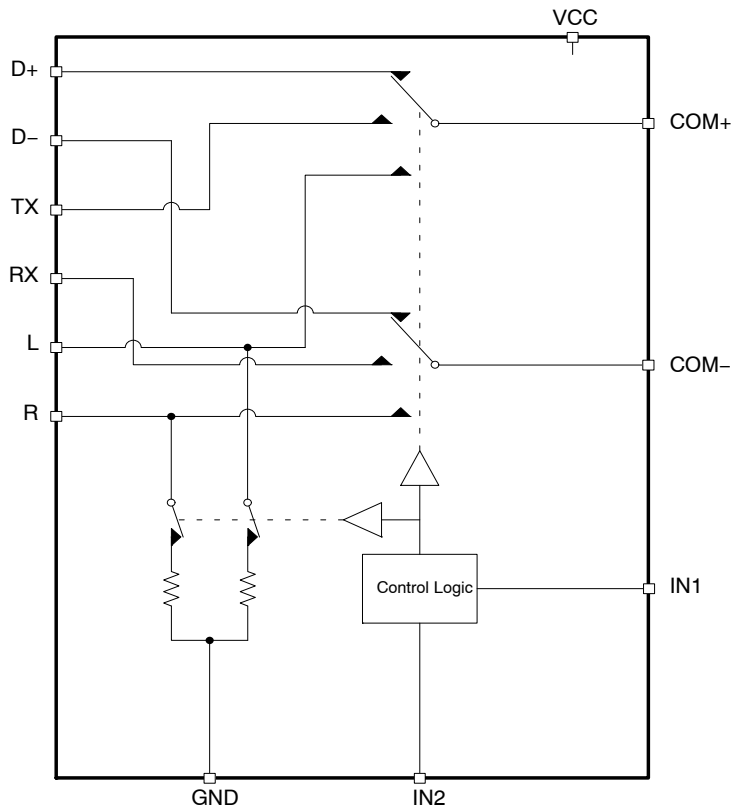 VCC
D+
COM+
D−
TX
RX
L
COM−
R
Control Logic
IN1
GND
IN2